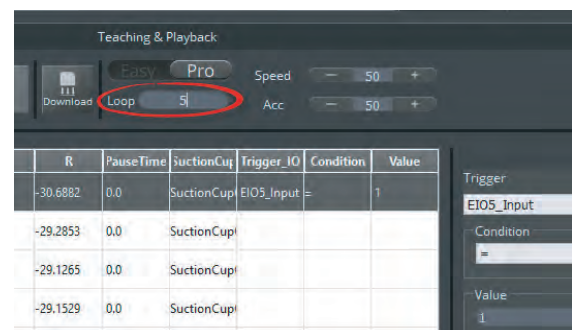 Teaching & Playback
Easy Pro Speed — 50 +
Download Loop 5 Acc — 50 +
R PauseTime SuctionCup Trigger_IO Condition Value
-30.6882 0.0 SuctionCup EIO5_Input = 1
-29.2853 0.0 SuctionCup
-29.1265 0.0 SuctionCup
-29.1529 0.0 SuctionCup
Trigger
EIO5_Input
Condition
=
Value
1